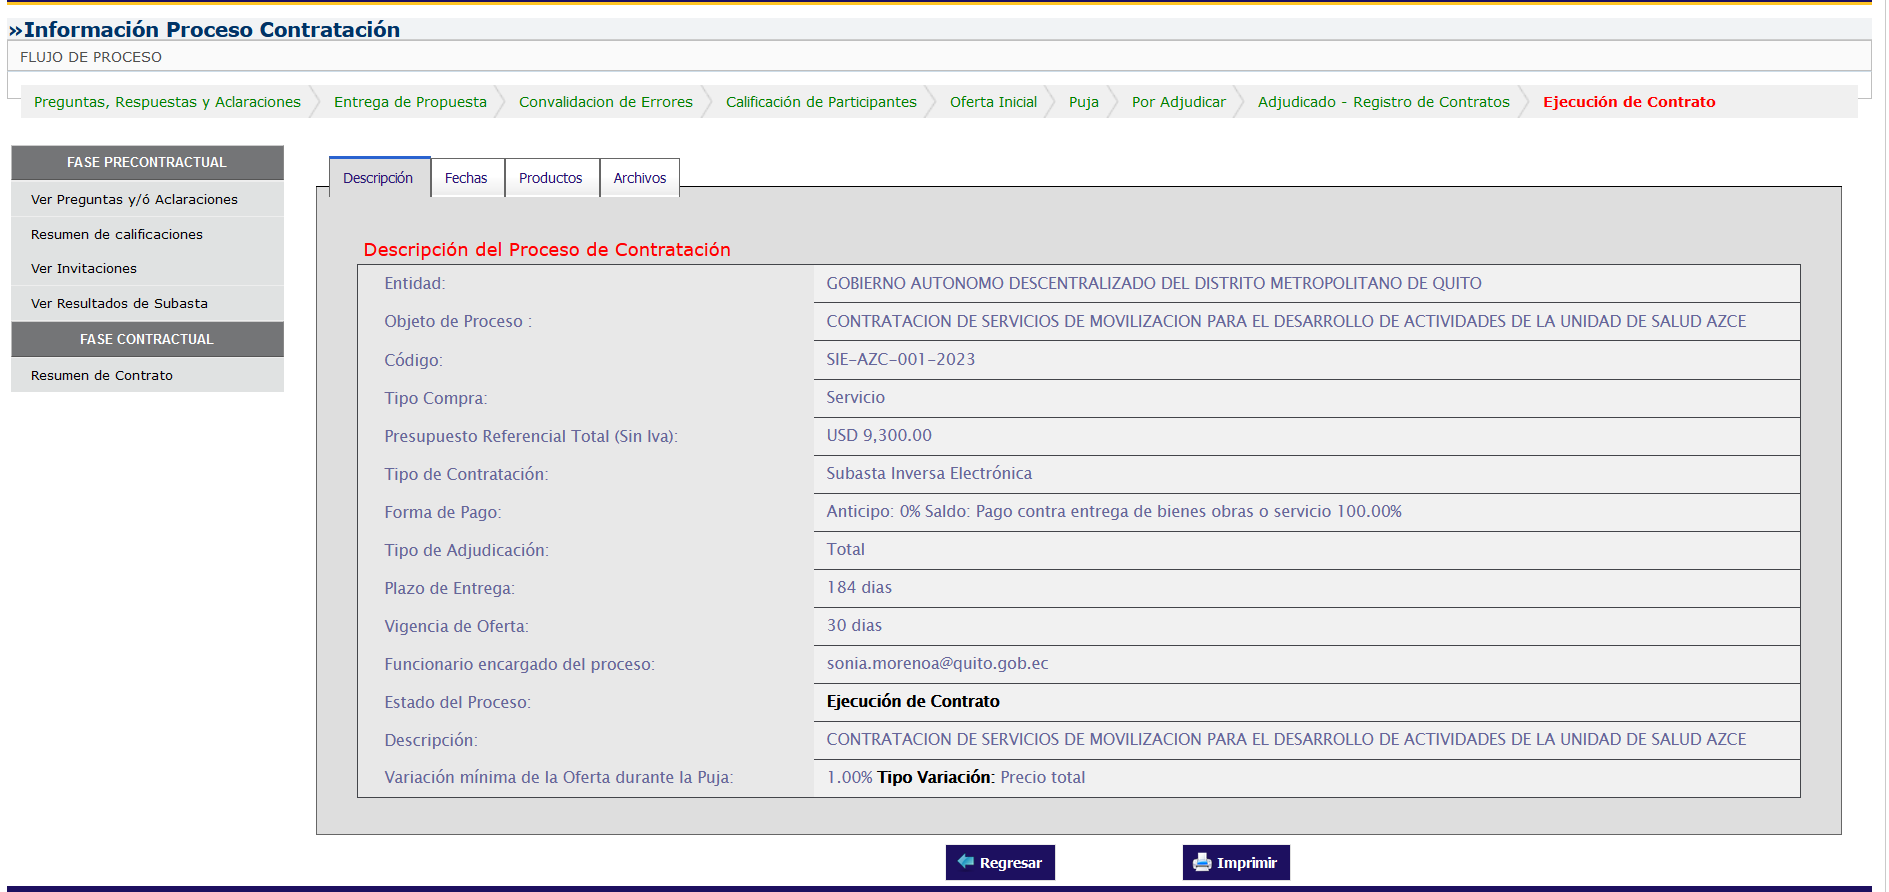 »Información Proceso Contratación
FLUJO DE PROCESO
Preguntas, Respuestas y Aclaraciones Entrega de Propuesta Convalidacion de Errores Calificación de Participantes Oferta Inicial Puja Por Adjudicar Adjudicado - Registro de Contratos Ejecución de Contrato
FASE PRECONTRACTUAL
Ver Preguntas y/ó Aclaraciones
Resumen de calificaciones
Ver Invitaciones
Ver Resultados de Subasta
FASE CONTRACTUAL
Resumen de Contrato
Descripción Fechas Productos Archivos
Descripción del Proceso de Contratación
Entidad: GOBIERNO AUTONOMO DESCENTRALIZADO DEL DISTRITO METROPOLITANO DE QUITO
Objeto de Proceso : CONTRATACION DE SERVICIOS DE MOVILIZACION PARA EL DESARROLLO DE ACTIVIDADES DE LA UNIDAD DE SALUD AZCE
Código: SIE-AZC-001-2023
Tipo Compra: Servicio
Presupuesto Referencial Total (Sin Iva): USD 9,300.00
Tipo de Contratación: Subasta Inversa Electrónica
Forma de Pago: Anticipo: 0% Saldo: Pago contra entrega de bienes obras o servicio 100.00%
Tipo de Adjudicación: Total
Plazo de Entrega: 184 dias
Vigencia de Oferta: 30 dias
Funcionario encargado del proceso: sonia.morenoa@quito.gob.ec
Estado del Proceso: Ejecución de Contrato
Descripción: CONTRATACION DE SERVICIOS DE MOVILIZACION PARA EL DESARROLLO DE ACTIVIDADES DE LA UNIDAD DE SALUD AZCE
Variación mínima de la Oferta durante la Puja: 1.00% Tipo Variación: Precio total
Regresar Imprimir